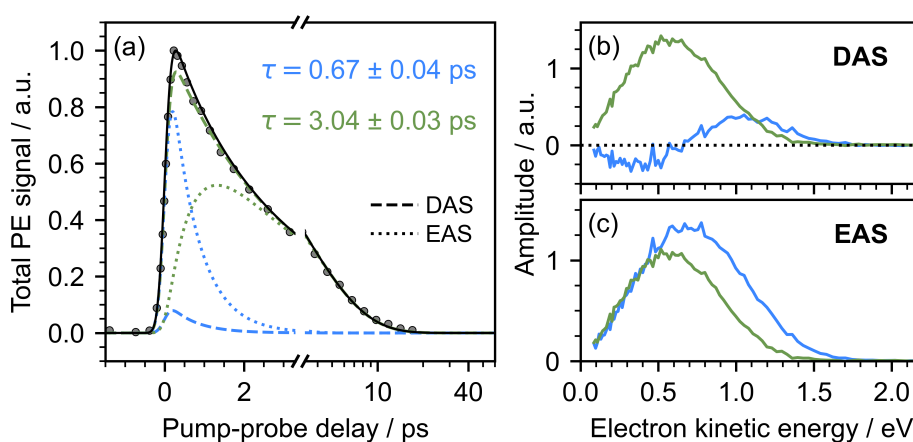 (a)
τ = 0.67 ± 0.04 ps
τ = 3.04 ± 0.03 ps
DAS
EAS
Total PE signal / a.u.
1.0
0.8
0.6
0.4
0.2
0.0
0 2 10 40
Pump-probe delay / ps
(b) DAS
1
0
Amplitude / a.u.
(c) EAS
1
0
0.0 0.5 1.0 1.5 2.0
Electron kinetic energy / eV